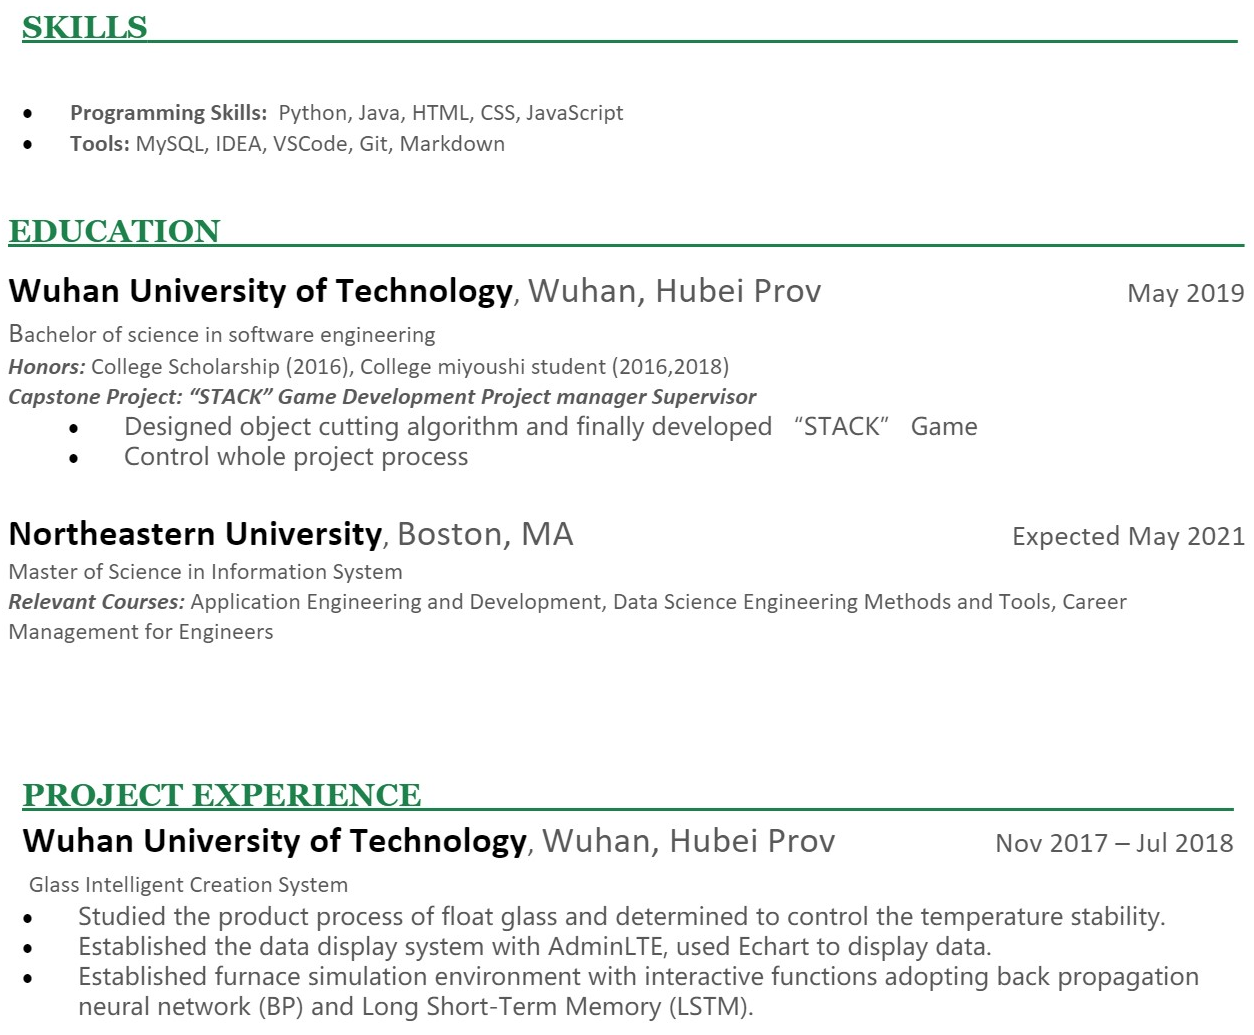 SKILLS
• Programming Skills: Python, Java, HTML, CSS, JavaScript
• Tools: MySQL, IDEA, VSCode, Git, Markdown
EDUCATION
Wuhan University of Technology, Wuhan, Hubei Prov May 2019
Bachelor of science in software engineering
Honors: College Scholarship (2016), College miyoushi student (2016,2018)
Capstone Project: “STACK” Game Development Project manager Supervisor
• Designed object cutting algorithm and finally developed “STACK” Game
• Control whole project process
Northeastern University, Boston, MA Expected May 2021
Master of Science in Information System
Relevant Courses: Application Engineering and Development, Data Science Engineering Methods and Tools, Career
Management for Engineers
PROJECT EXPERIENCE
Wuhan University of Technology, Wuhan, Hubei Prov Nov 2017 – Jul 2018
Glass Intelligent Creation System
• Studied the product process of float glass and determined to control the temperature stability.
• Established the data display system with AdminLTE, used Echart to display data.
• Established furnace simulation environment with interactive functions adopting back propagation
neural network (BP) and Long Short-Term Memory (LSTM).